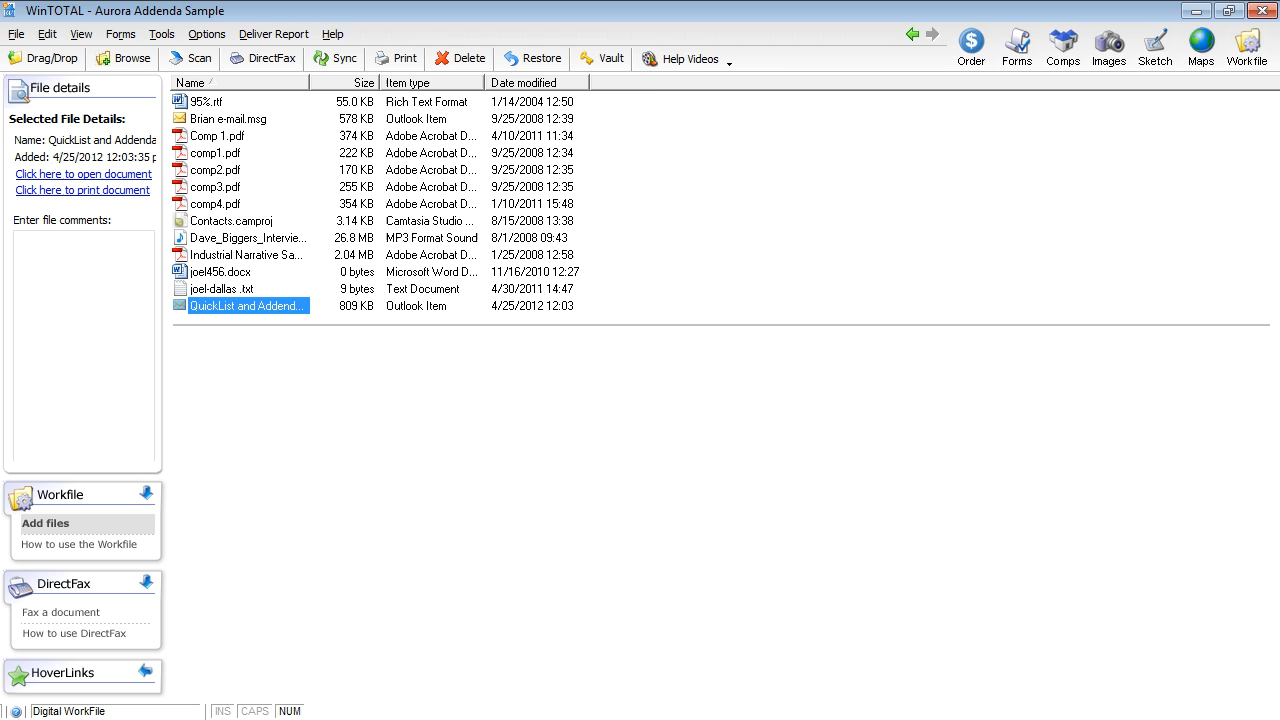 WinTOTAL - Aurora Addenda Sample
File Edit View Forms Tools Options Deliver Report Help
Drag/Drop Browse Scan DirectFax Sync Print Delete Restore Vault Help Videos
Order Forms Comps Images Sketch Maps Workfile
File details
Selected File Details:
Name: QuickList and Addenda
Added: 4/25/2012 12:03:35 p
Click here to open document
Click here to print document
Enter file comments:
Name Size Item type Date modified
95%.rtf 55.0 KB Rich Text Format 1/14/2004 12:50
Brian e-mail.msg 578 KB Outlook Item 9/25/2008 12:39
Comp 1.pdf 374 KB Adobe Acrobat D... 4/10/2011 11:34
comp1.pdf 222 KB Adobe Acrobat D... 9/25/2008 12:34
comp2.pdf 170 KB Adobe Acrobat D... 9/25/2008 12:35
comp3.pdf 255 KB Adobe Acrobat D... 9/25/2008 12:35
comp4.pdf 354 KB Adobe Acrobat D... 1/10/2011 15:48
Contacts.camproj 3.14 KB Camtasia Studio ... 8/15/2008 13:38
Dave_Biggers_Intervie... 26.8 MB MP3 Format Sound 8/1/2008 09:43
Industrial Narrative Sa... 2.04 MB Adobe Acrobat D... 1/25/2008 12:58
joel456.docx 0 bytes Microsoft Word D... 11/16/2010 12:27
joel-dallas .txt 9 bytes Text Document 4/30/2011 14:47
QuickList and Addend... 809 KB Outlook Item 4/25/2012 12:03
Workfile
Add files
How to use the Workfile
DirectFax
Fax a document
How to use DirectFax
HoverLinks
Digital WorkFile INS CAPS NUM